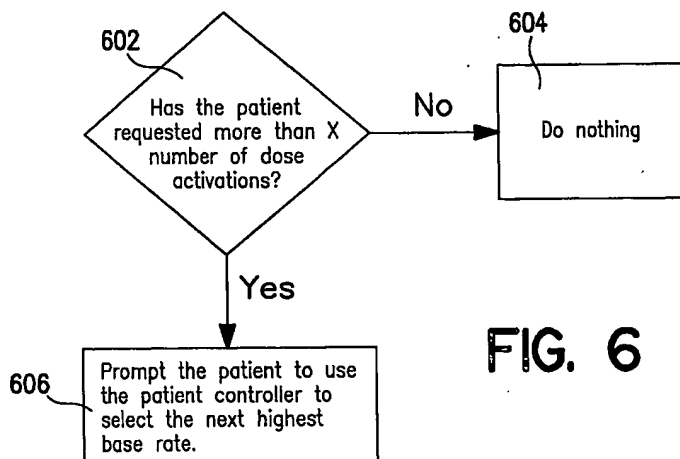 602
Has the patient
requested more than X
number of dose
activations?
No
604
Do nothing
Yes
606
Prompt the patient to use
the patient controller to
select the next highest
base rate.
FIG. 6